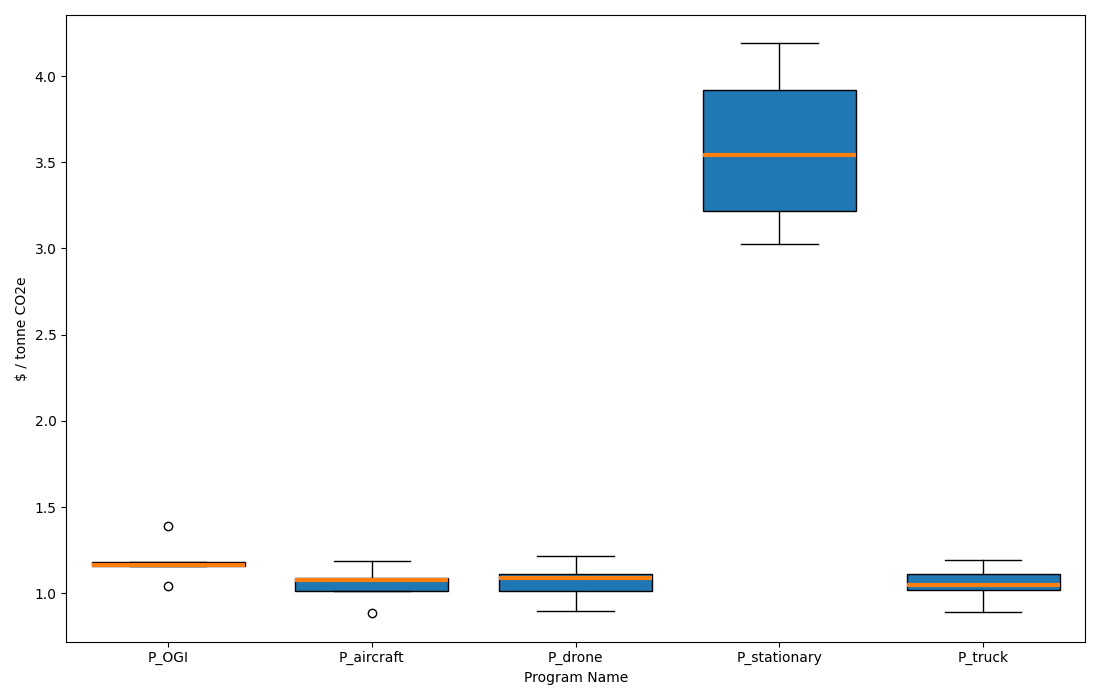 $ / tonne CO2e
4.0
3.5
3.0
2.5
2.0
1.5
1.0
P_OGI P_aircraft P_drone P_stationary P_truck
Program Name